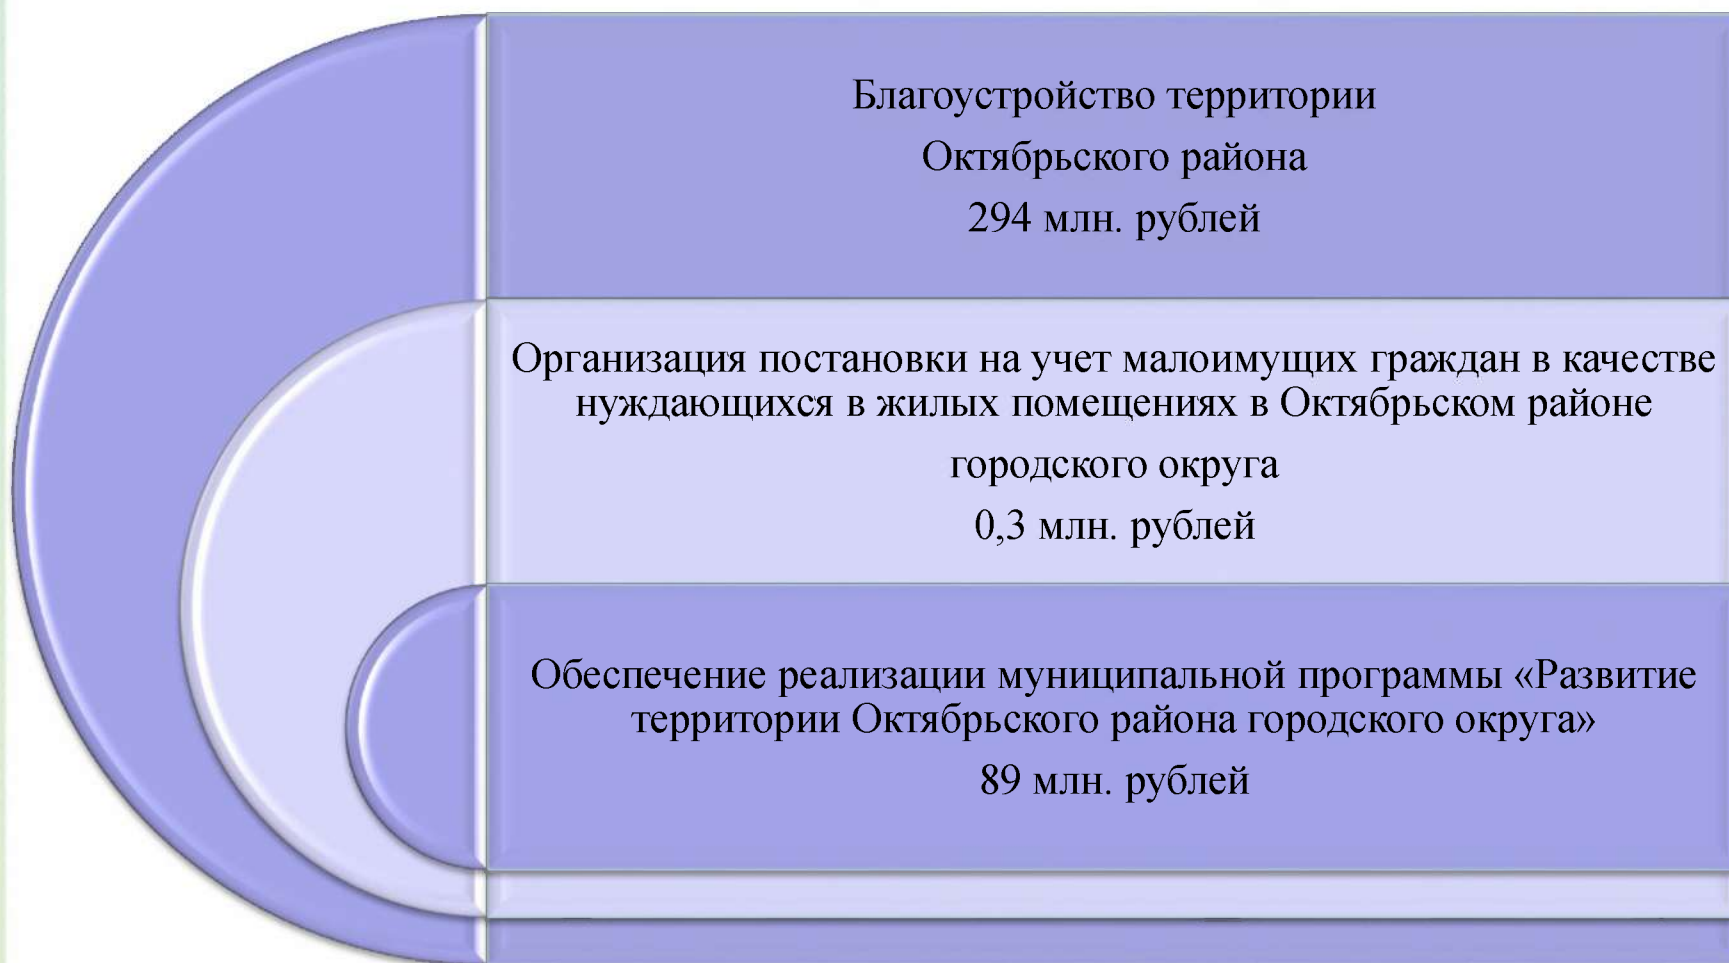 Благоустройство территории
Октябрьского района
294 млн. рублей
Организация постановки на учет малоимущих граждан в качестве
нуждающихся в жилых помещениях в Октябрьском районе
городского округа
0,3 млн. рублей
Обеспечение реализации муниципальной программы «Развитие
территории Октябрьского района городского округа»
89 млн. рублей